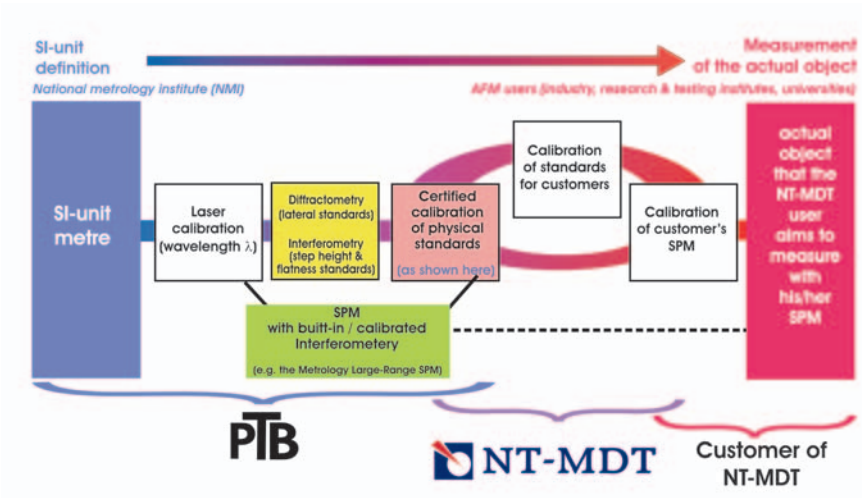 SI-unit
definition
National metrology institute (NMI)
Measurement
of the actual object
AFM users (industry, research & testing institutes, universities)
SI-unit
metre
Laser
calibration
(wavelength λ)
Diffractometry
(lateral standards)
Interferometry
(step height &
flatness standards)
Certified
calibration
of physical
standards
(as shown here)
Calibration
of standards
for customers
Calibration
of customer's
SPM
actual
object
that the
NT-MDT
user
aims to
measure
with
his/her
SPM
SPM
with buittt-in / calibrated
Interferometery
(e.g. the Metrology Large-Range SPM)
PTB
NT-MDT
Customer of
NT-MDT